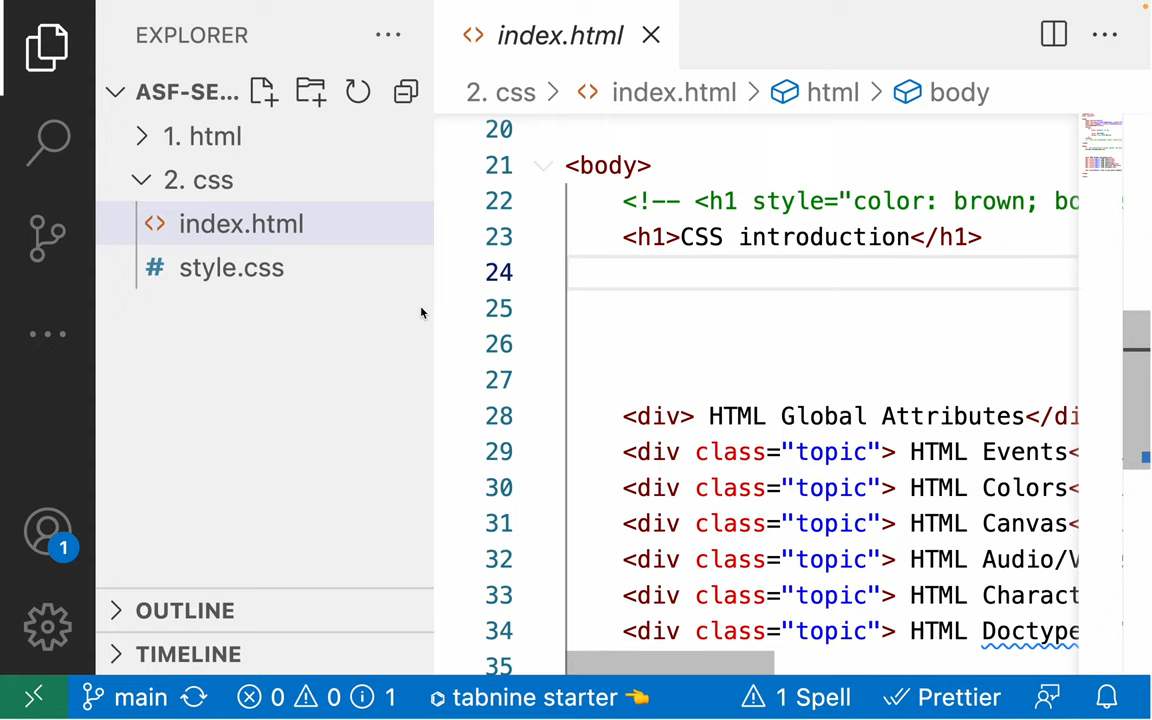 EXPLORER
ASF-SE...
1. html
2. css
index.html
style.css
1
OUTLINE
TIMELINE
index.html
2. css > index.html > html > body
20
21 <body>
22 <!-- <h1 style="color: brown; bo
23 <h1>CSS introduction</h1>
24
25
26
27
28 <div> HTML Global Attributes</di
29 <div class="topic"> HTML Events<
30 <div class="topic"> HTML Colors<
31 <div class="topic"> HTML Canvas<
32 <div class="topic"> HTML Audio/V
33 <div class="topic"> HTML Charact
34 <div class="topic"> HTML Doctype
35
main 0 0 1 tabnine starter 1 Spell Prettier